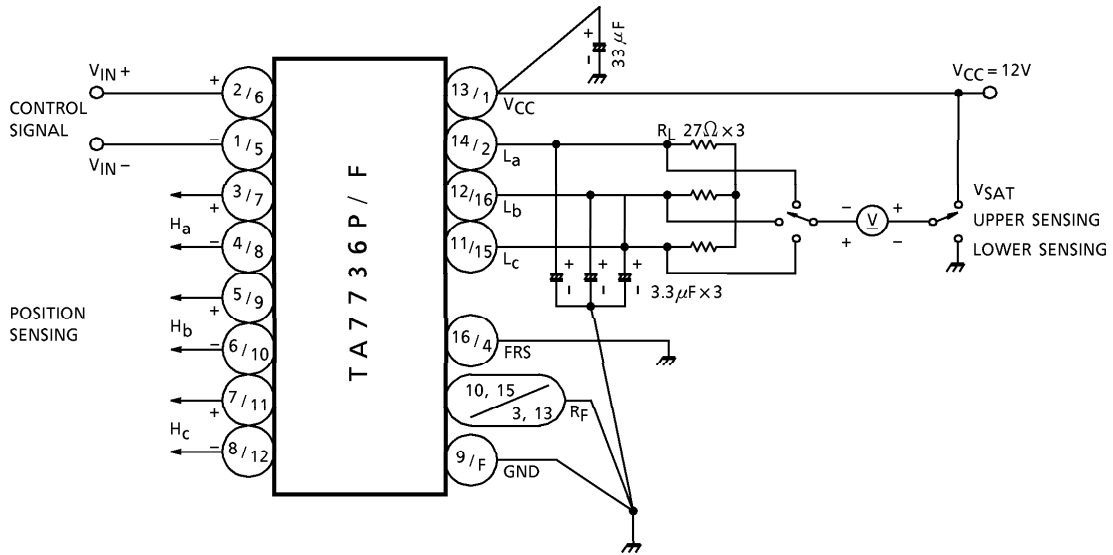 33 μF
+
−
VIN+
+
2/6
CONTROL
SIGNAL
−
1/5
VIN−
3/7
+
Ha
−
4/8
5/9
+
POSITION
SENSING
Hb
−
6/10
7/11
+
Hc
−
8/12
TA7736P/F
13/1
VCC
14/2
La
12/16
Lb
11/15
Lc
16/4
FRS
10, 15
3, 13
RF
9/F
GND
RL 27Ω×3
+
−
+
−
+
−
3.3μF×3
−
+
V
+
−
VCC=12V
VSAT
UPPER SENSING
LOWER SENSING